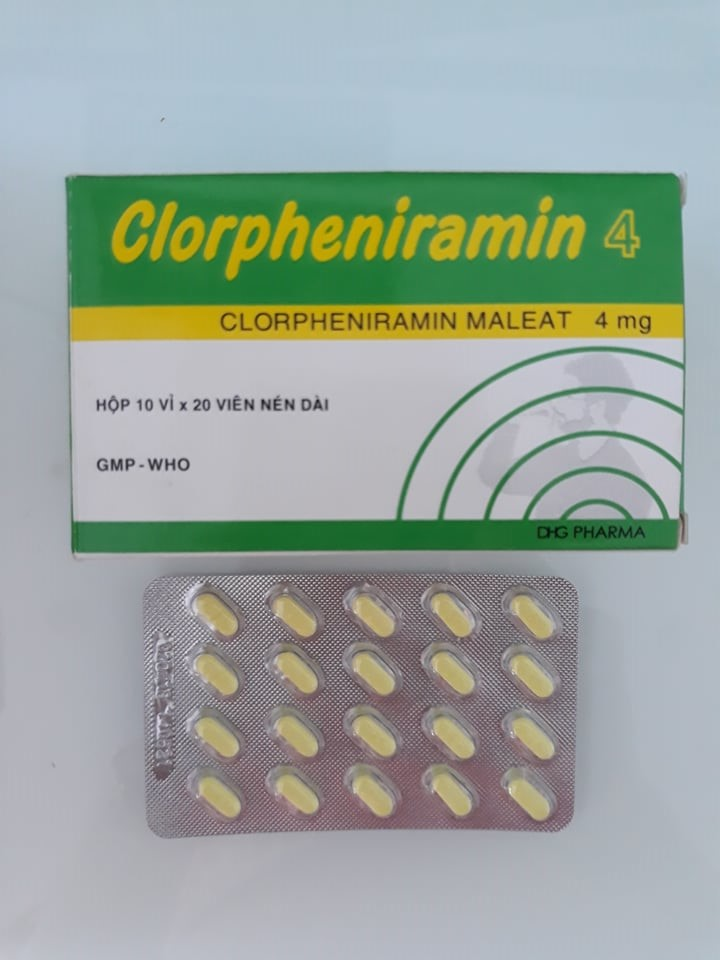 Clorpheniramin 4
CLORPHENIRAMIN MALEAT 4 mg
HỘP 10 VỈ x 20 VIÊN NÉN DÀI
GMP - WHO
DHG PHARMA